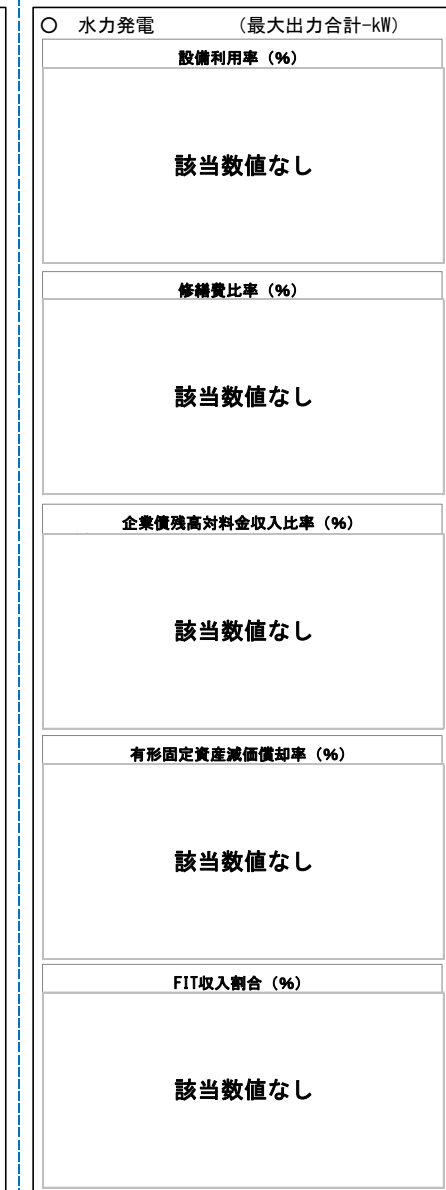 ○ 水力発電 （最大出力合計-kW）
設備利用率（%）
該当数値なし
修繕費比率（%）
該当数値なし
企業債残高対料金収入比率（%）
該当数値なし
有形固定資産減価償却率（%）
該当数値なし
FIT収入割合（%）
該当数値なし